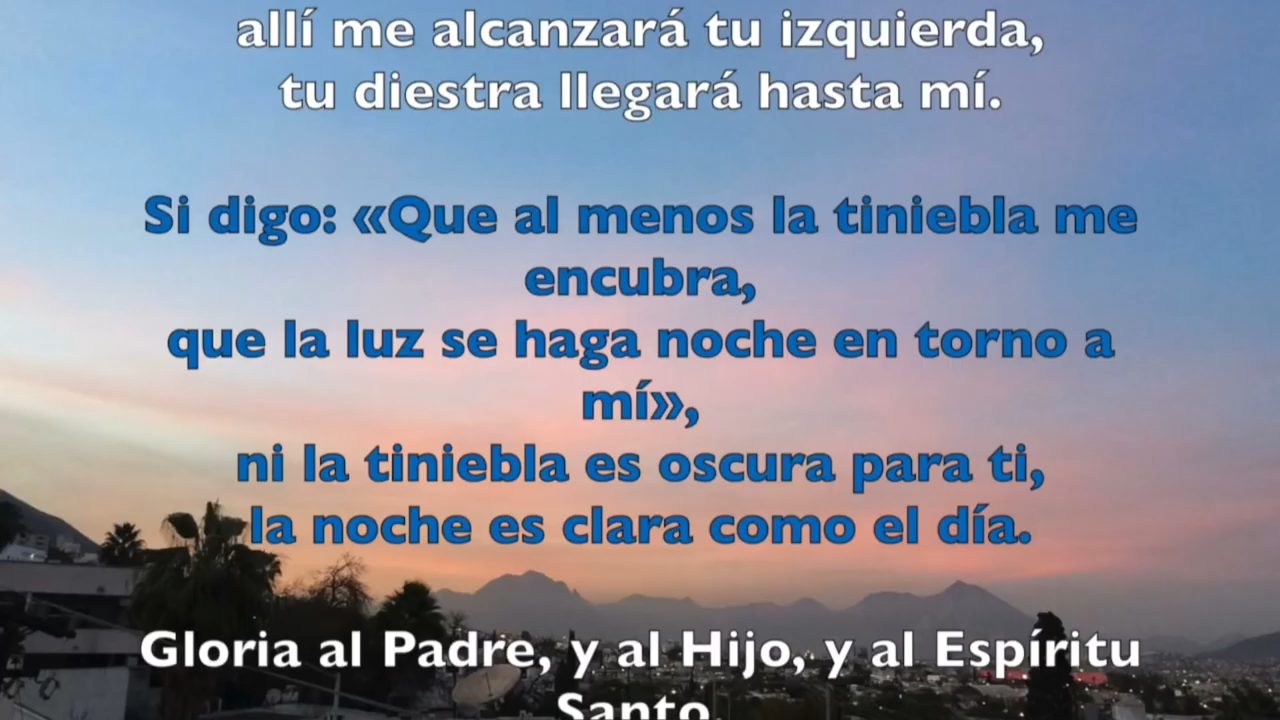 allí me alcanzará tu izquierda,
tu diestra llegará hasta mí.
Si digo: «Que al menos la tiniebla me
encubra,
que la luz se haga noche en torno a
mí»,
ni la tiniebla es oscura para ti,
la noche es clara como el día.
Gloria al Padre, y al Hijo, y al Espíritu
Santo.